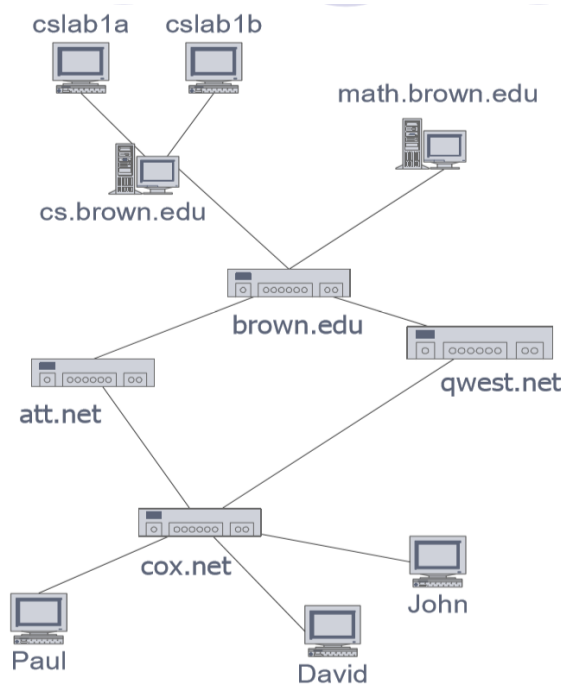 cslab1a
cslab1b
math.brown.edu
cs.brown.edu
brown.edu
qwest.net
att.net
cox.net
John
Paul
David